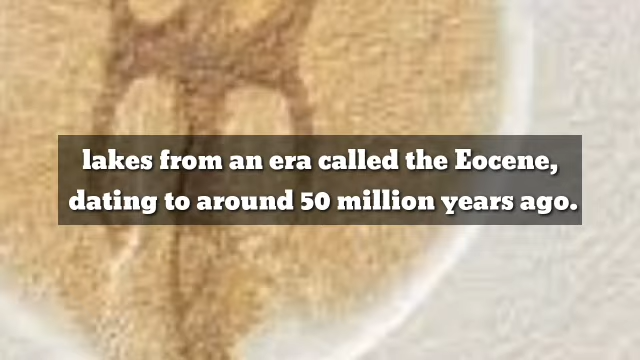 lakes from an era called the Eocene,
dating to around 50 million years ago.